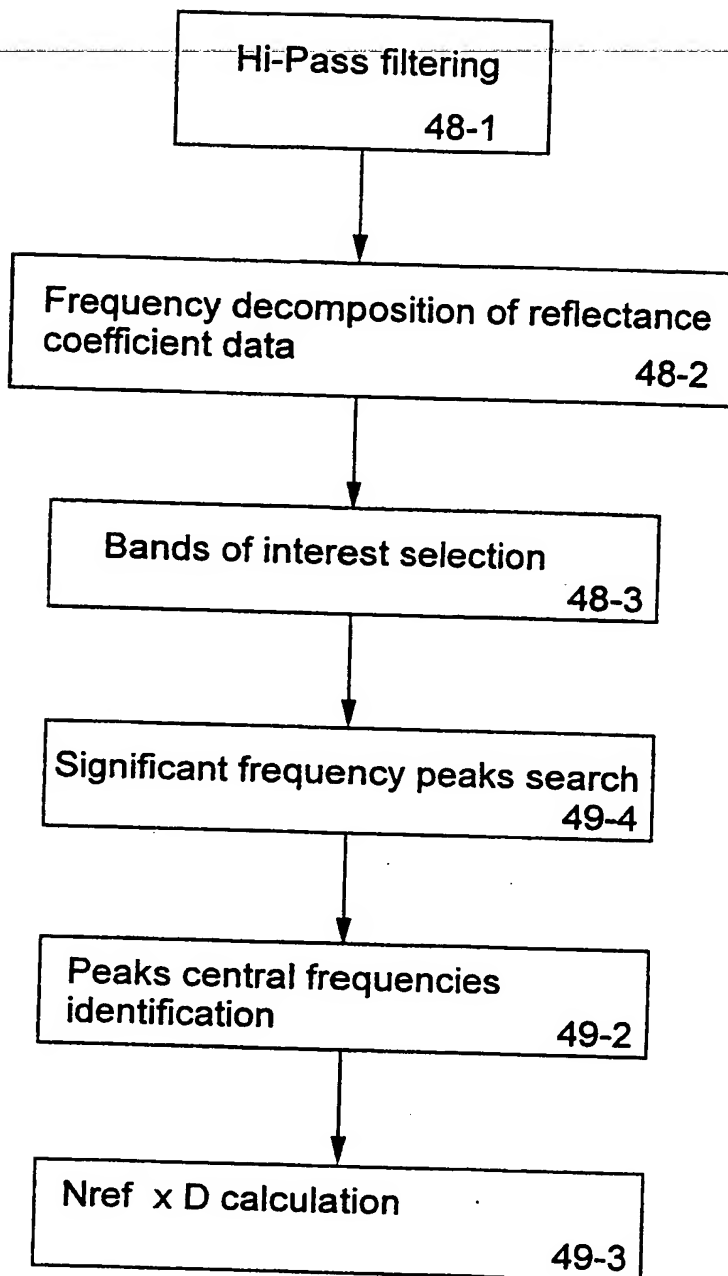 Hi-Pass filtering
48-1
Frequency decomposition of reflectance
coefficient data
48-2
Bands of interest selection
48-3
Significant frequency peaks search
49-4
Peaks central frequencies
identification
49-2
Nref x D calculation
49-3